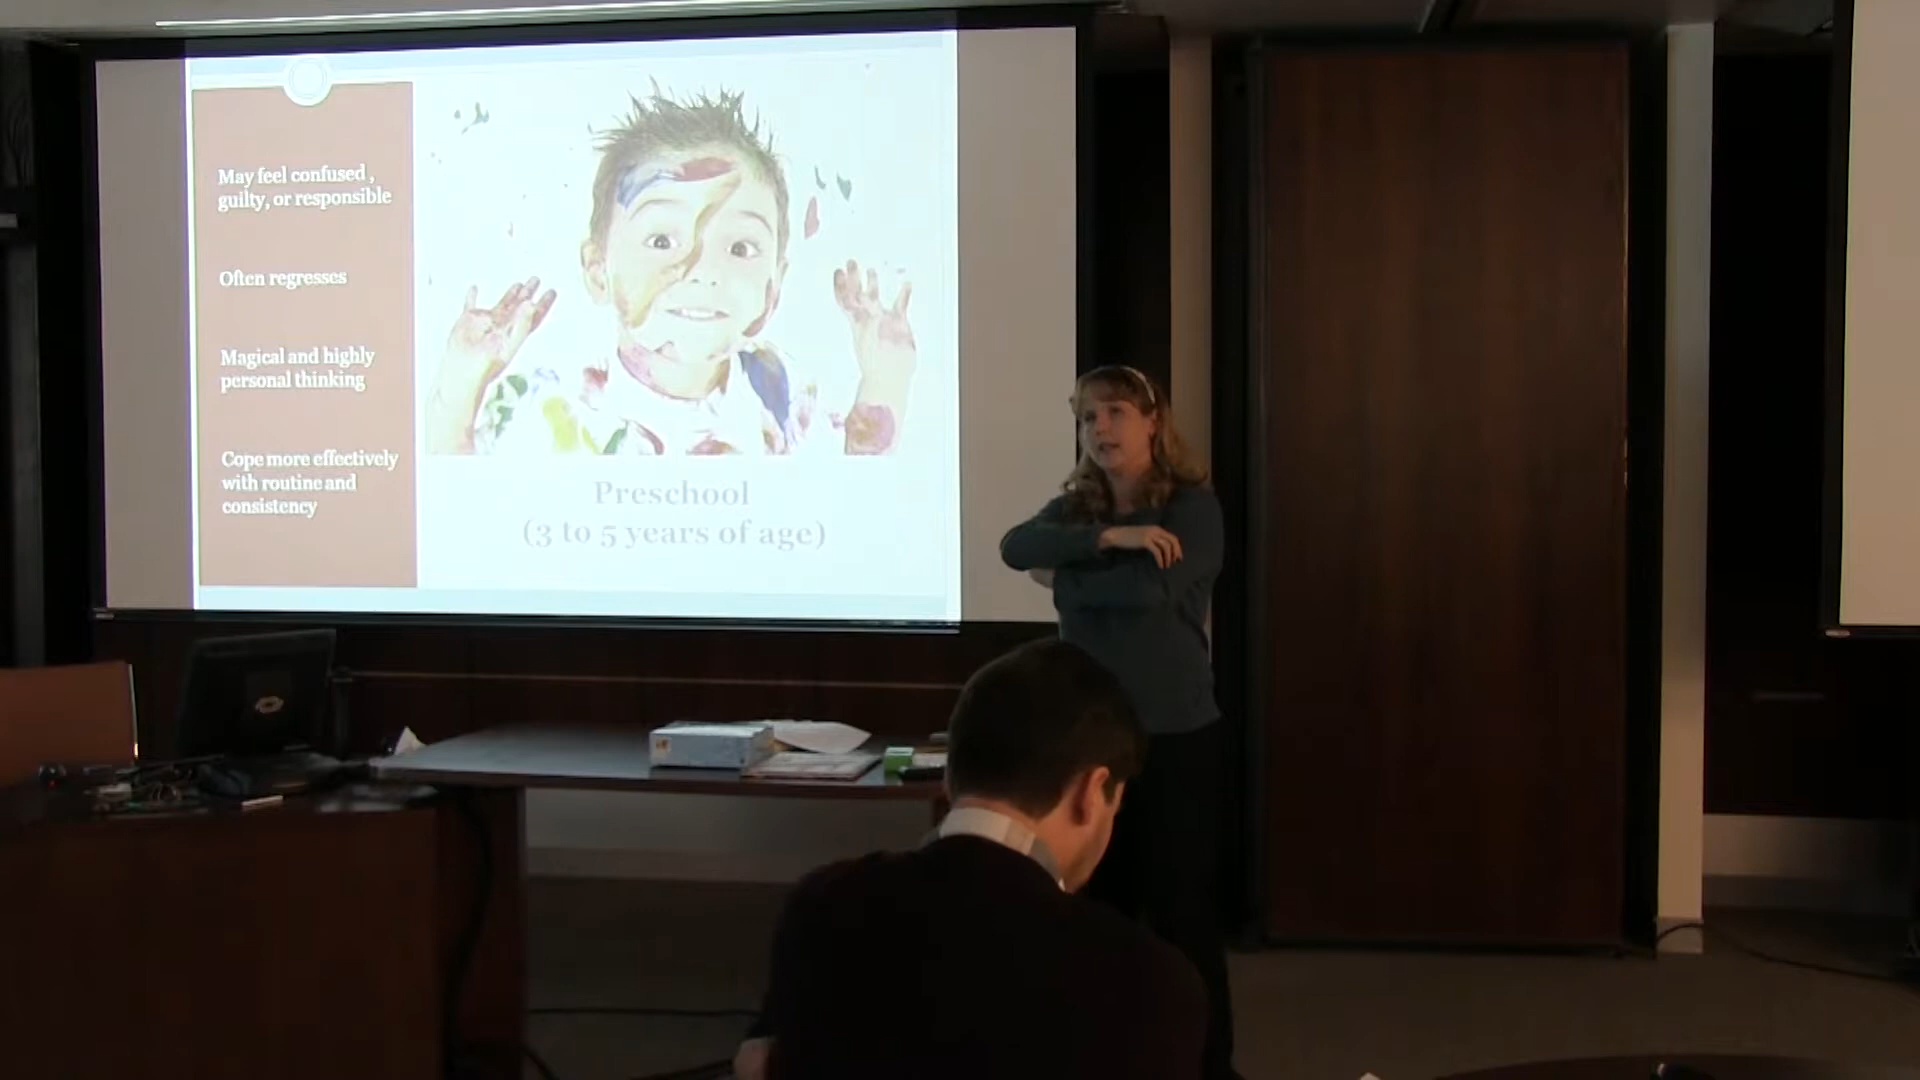 May feel confused ,
guilty, or responsible
Often regresses
Magical and highly
personal thinking
Cope more effectively
with routine and
consistency
Preschool
(3 to 5 years of age)